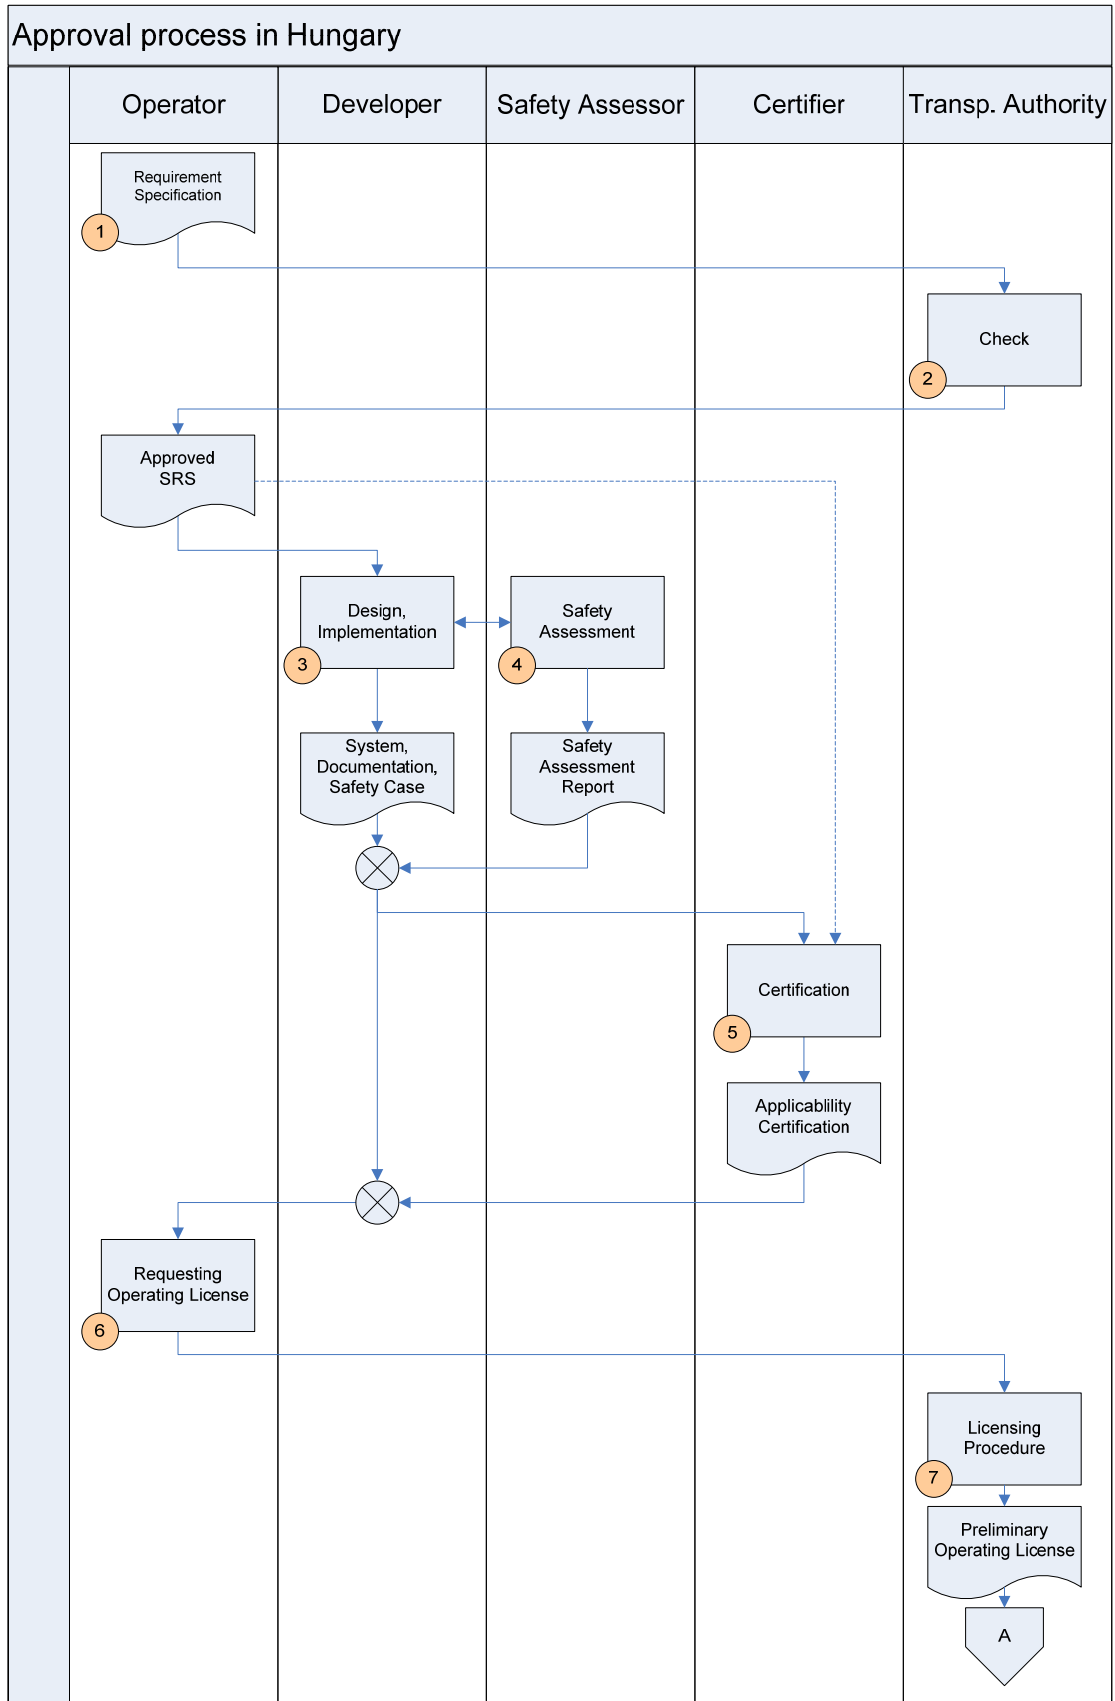 Approval process in Hungary
Operator
Developer
Safety Assessor
Certifier
Transp. Authority
Requirement
Specification
1
Check
2
Approved
SRS
Design,
Implementation
3
Safety
Assessment
4
System,
Documentation,
Safety Case
Safety
Assessment
Report
Certification
5
Applicablility
Certification
Requesting
Operating License
6
Licensing
Procedure
7
Preliminary
Operating License
A